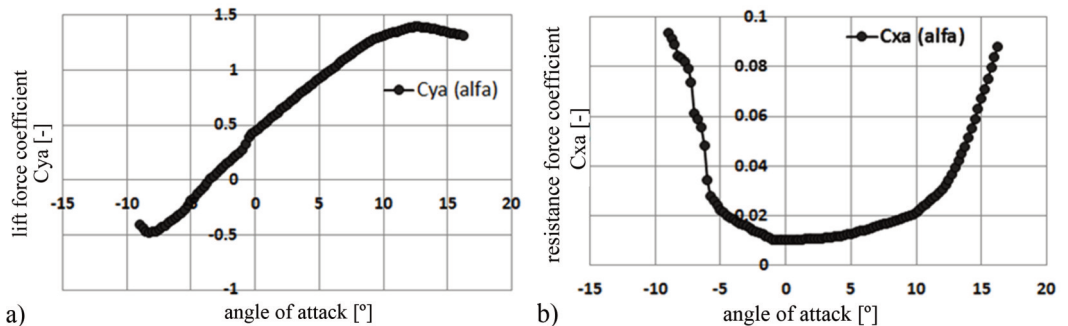 1.5
1
0.5
0
-0.5
-1
-15 -10 -5 0 5 10 15 20
Cya (alfa)
lift force coefficient
Cya [-]
angle of attack [º]
a)
0.1
0.08
0.06
0.04
0.02
0
-15 -10 -5 0 5 10 15 20
Cxa (alfa)
resistance force coefficient
Cxa [-]
angle of attack [º]
b)